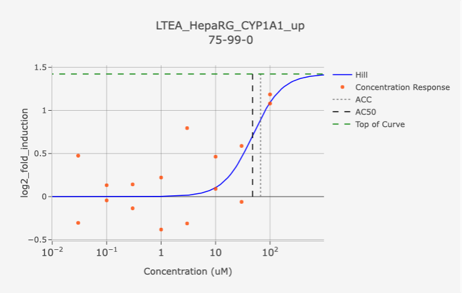 LTEA_HepaRG_CYP1A1_up
75-99-0
1.5
1
0.5
0
−0.5
log2_fold_induction
10−2
10−1
1
10
102
Concentration (uM)
Hill
Concentration Response
ACC
AC50
Top of Curve